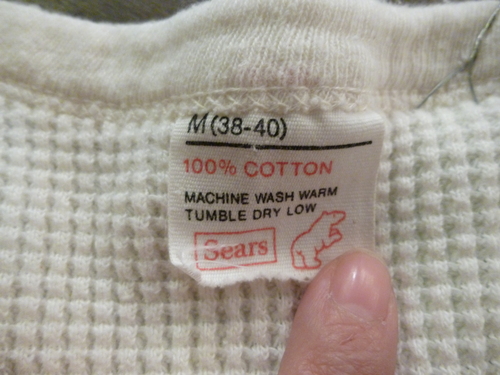 M (38-40)
100% COTTON
MACHINE WASH WARM
TUMBLE DRY LOW
Sears